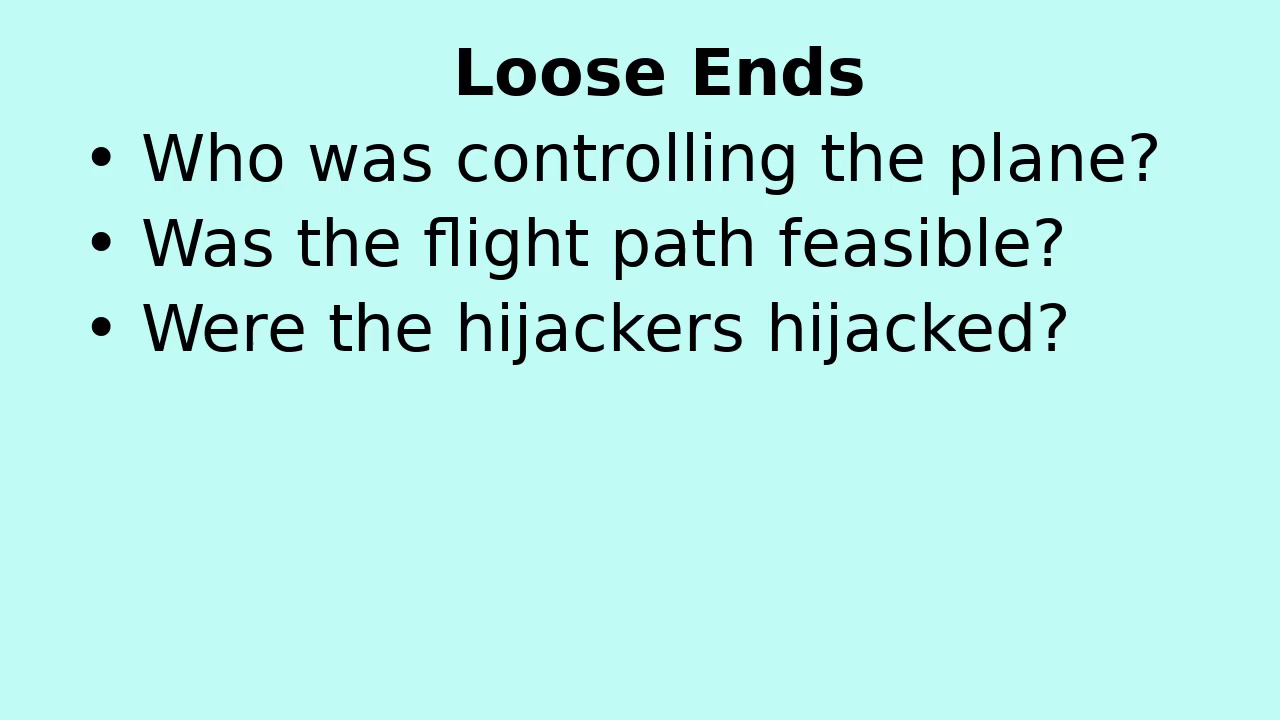 Loose Ends
• Who was controlling the plane?
• Was the flight path feasible?
• Were the hijackers hijacked?